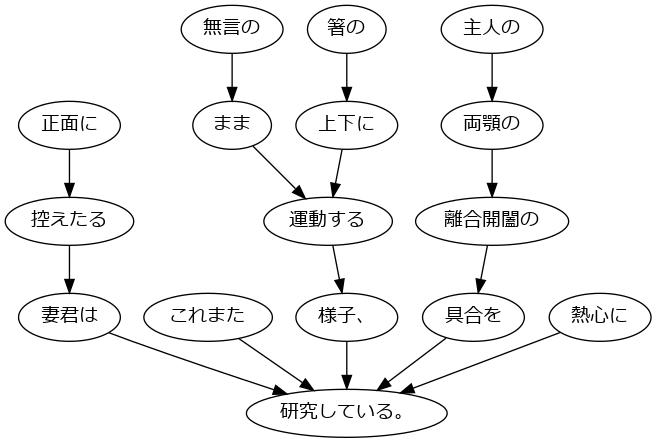 無言の
箸の
主人の
正面に
まま
上下に
両顎の
控えたる
運動する
離合開闔の
妻君は
これまた
様子、
具合を
熱心に
研究している。